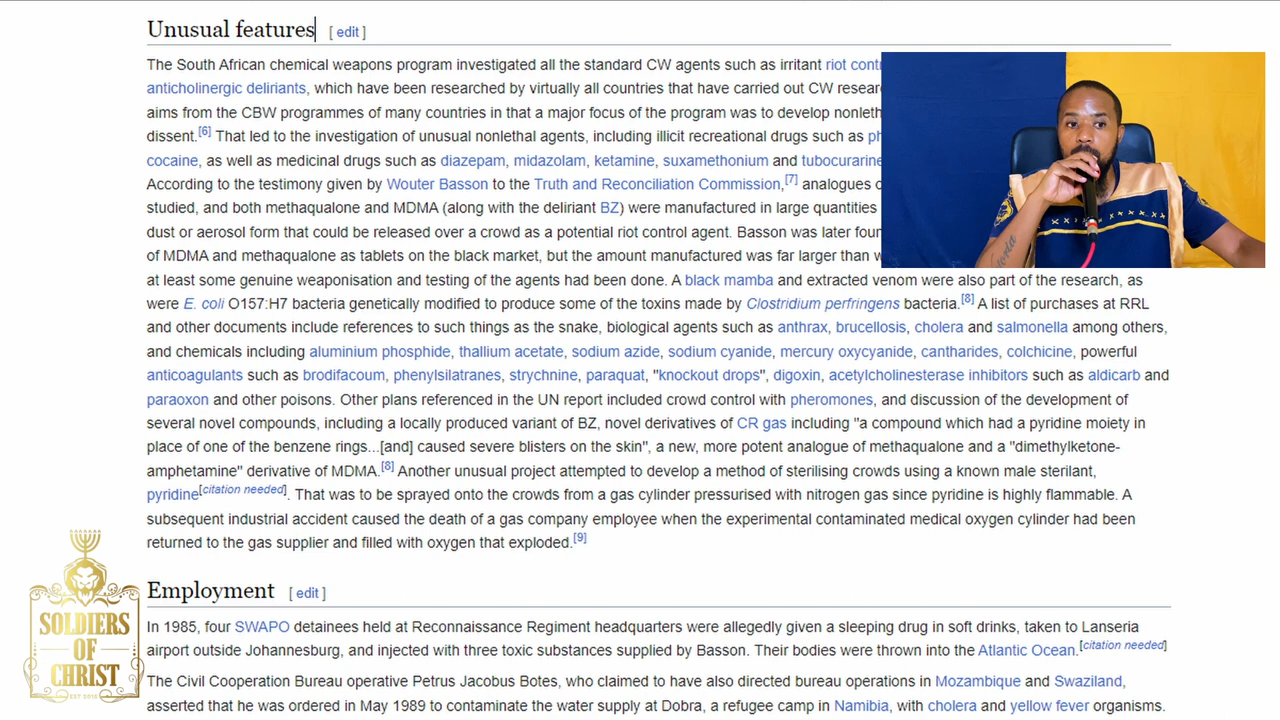 Unusual features [ edit ]
The South African chemical weapons program investigated all the standard CW agents such as irritant riot
anticholinergic deliriants, which have been researched by virtually all countries that have carried out CW
aims from the CBW programmes of many countries in that a major focus of the program was to develop
dissent.[6] That led to the investigation of unusual nonlethal agents, including illicit recreational drugs such as
cocaine, as well as medicinal drugs such as diazepam, midazolam, ketamine, suxamethonium and tubocurarine
According to the testimony given by Wouter Basson to the Truth and Reconciliation Commission,[7] analogues
studied, and both methaqualone and MDMA (along with the deliriant BZ) were manufactured in large quantities
dust or aerosol form that could be released over a crowd as a potential riot control agent. Basson was later
of MDMA and methaqualone as tablets on the black market, but the amount manufactured was far larger than
at least some genuine weaponisation and testing of the agents had been done. A black mamba and extracted venom were also part of the research, as
were E. coli O157:H7 bacteria genetically modified to produce some of the toxins made by Clostridium perfringens bacteria.[8] A list of purchases at RRL
and other documents include references to such things as the snake, biological agents such as anthrax, brucellosis, cholera and salmonella among others,
and chemicals including aluminium phosphide, thallium acetate, sodium azide, sodium cyanide, mercury oxycyanide, cantharides, colchicine, powerful
anticoagulants such as brodifacoum, phenylsilatranes, strychnine, paraquat, "knockout drops", digoxin, acetylcholinesterase inhibitors such as aldicarb and
paraoxon and other poisons. Other plans referenced in the UN report included crowd control with pheromones, and discussion of the development of
several novel compounds, including a locally produced variant of BZ, novel derivatives of CR gas including "a compound which had a pyridine moiety in
place of one of the benzene rings...[and] caused severe blisters on the skin", a new, more potent analogue of methaqualone and a "dimethylketone-
amphetamine" derivative of MDMA.[8] Another unusual project attempted to develop a method of sterilising crowds using a known male sterilant,
pyridine[citation needed]. That was to be sprayed onto the crowds from a gas cylinder pressurised with nitrogen gas since pyridine is highly flammable. A
subsequent industrial accident caused the death of a gas company employee when the experimental contaminated medical oxygen cylinder had been
returned to the gas supplier and filled with oxygen that exploded.[9]
Employment [ edit ]
In 1985, four SWAPO detainees held at Reconnaissance Regiment headquarters were allegedly given a sleeping drug in soft drinks, taken to Lanseria
airport outside Johannesburg, and injected with three toxic substances supplied by Basson. Their bodies were thrown into the Atlantic Ocean.[citation needed]
The Civil Cooperation Bureau operative Petrus Jacobus Botes, who claimed to have also directed bureau operations in Mozambique and Swaziland,
asserted that he was ordered in May 1989 to contaminate the water supply at Dobra, a refugee camp in Namibia, with cholera and yellow fever organisms.
SOLDIERS
OF
CHRIST